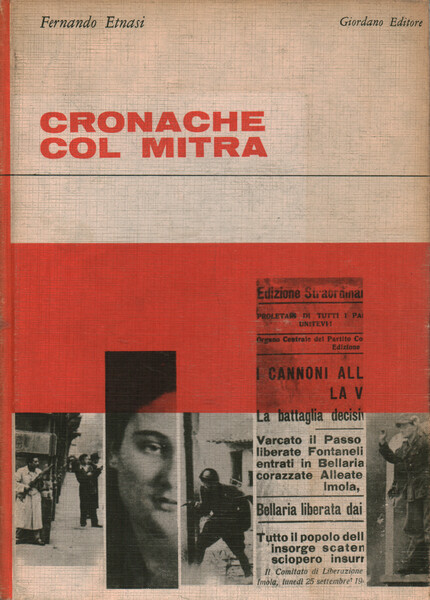 Fernando Etnasi
Giordano Editore
CRONACHE
COL MITRA
Edizione Straordinar
PROLETARI DI TUTTI I PA
UNITEVI!
Organo Centrale del Partito Co
Edizione
I CANNONI ALL
LA V
La battaglia decisiv
Varcato il Passo
liberate Fontaneli
entrati in Bellaria
corazzate Alleate
Imola,
Bellaria liberata dai
Tutto il popolo dell
insorge scaten
sciopero insurr
Il Comitato di Liberazione
Imola, lunedì 25 settembre 19